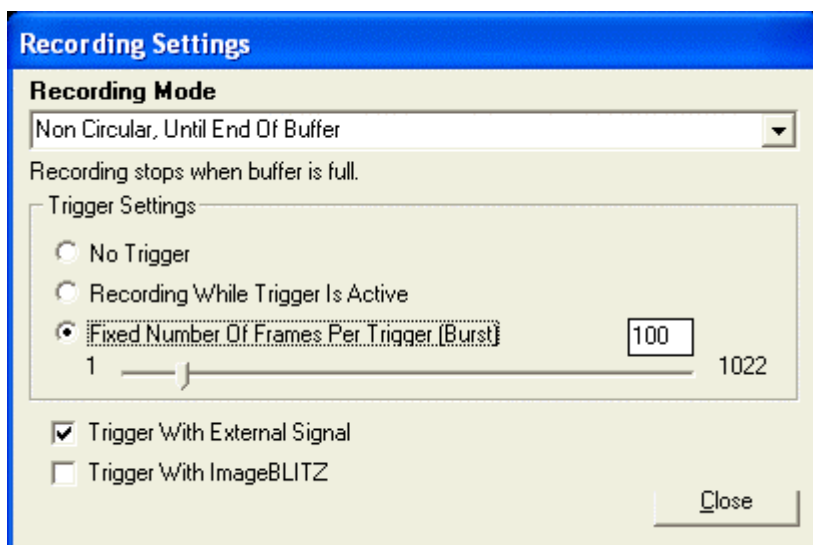 Recording Settings
Recording Mode
Non Circular, Until End Of Buffer
Recording stops when buffer is full.
Trigger Settings
No Trigger
Recording While Trigger Is Active
Fixed Number Of Frames Per Trigger (Burst) 100
1 1022
Trigger With External Signal
Trigger With ImageBLITZ
Close